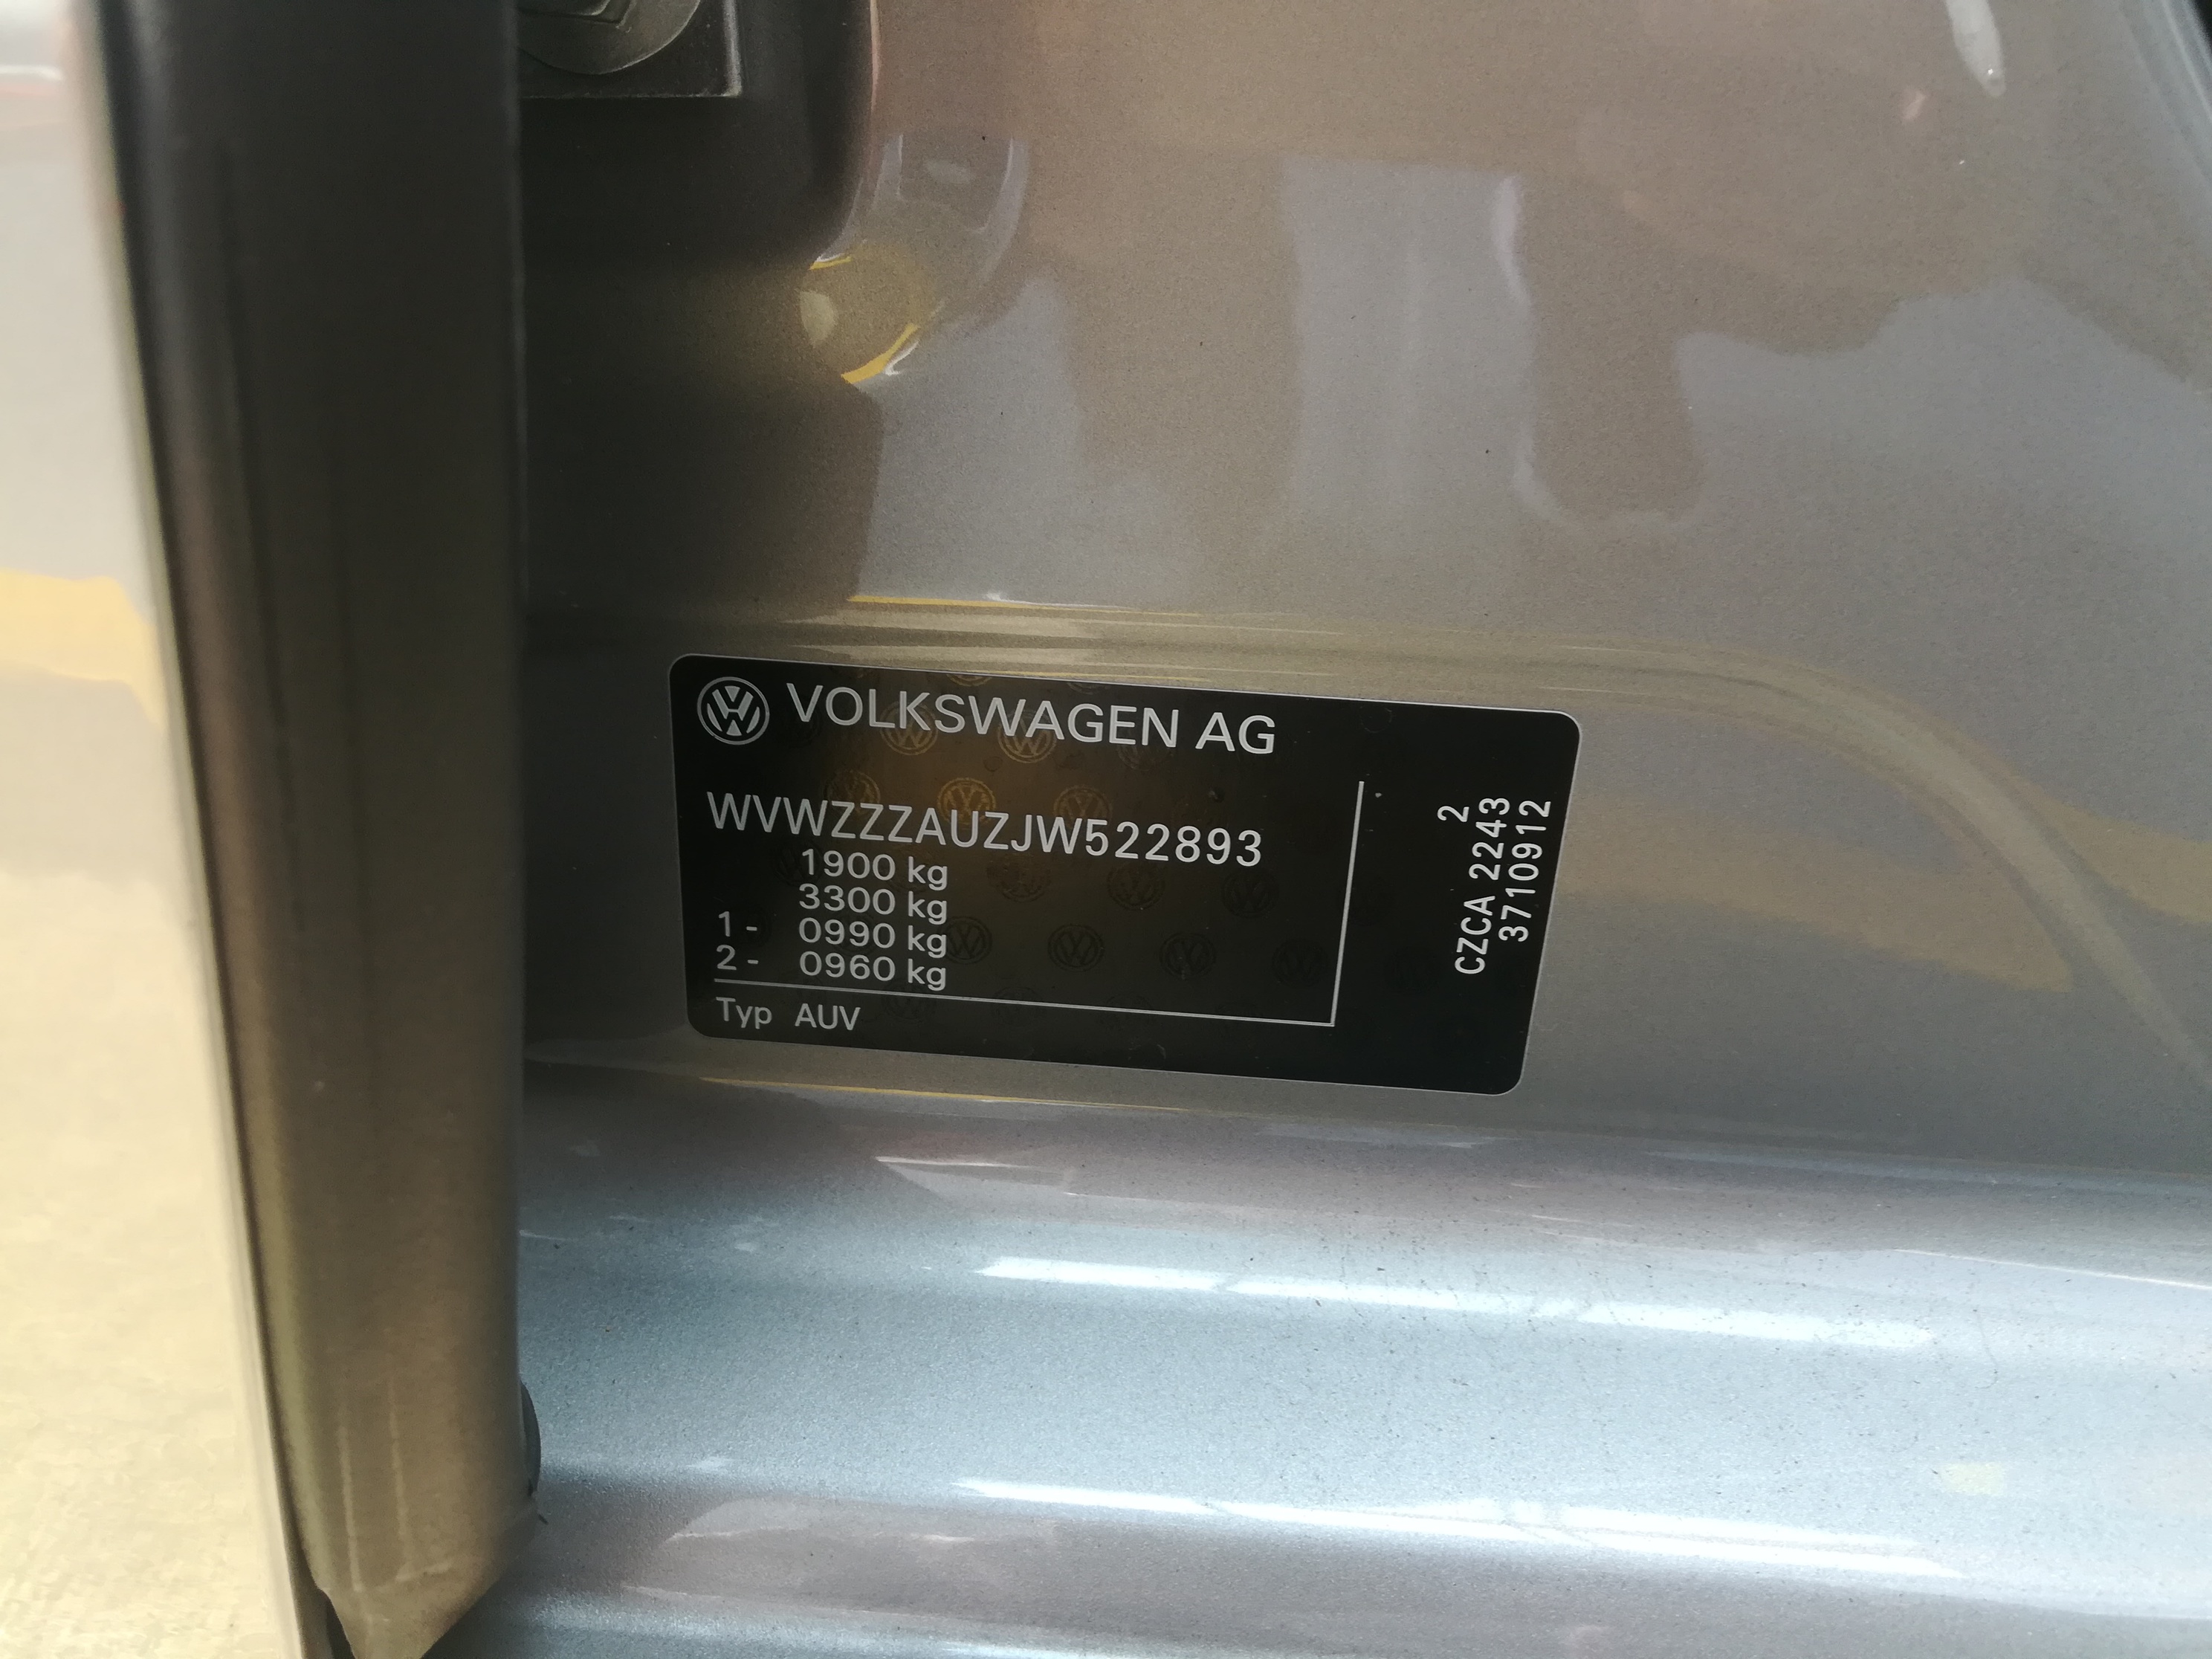 VOLKSWAGEN AG
WVWZZZAUZJW522893
1900 kg
3300 kg
1 - 0990 kg
2 - 0960 kg
Typ AUV
2
CZCA 2243
3710912